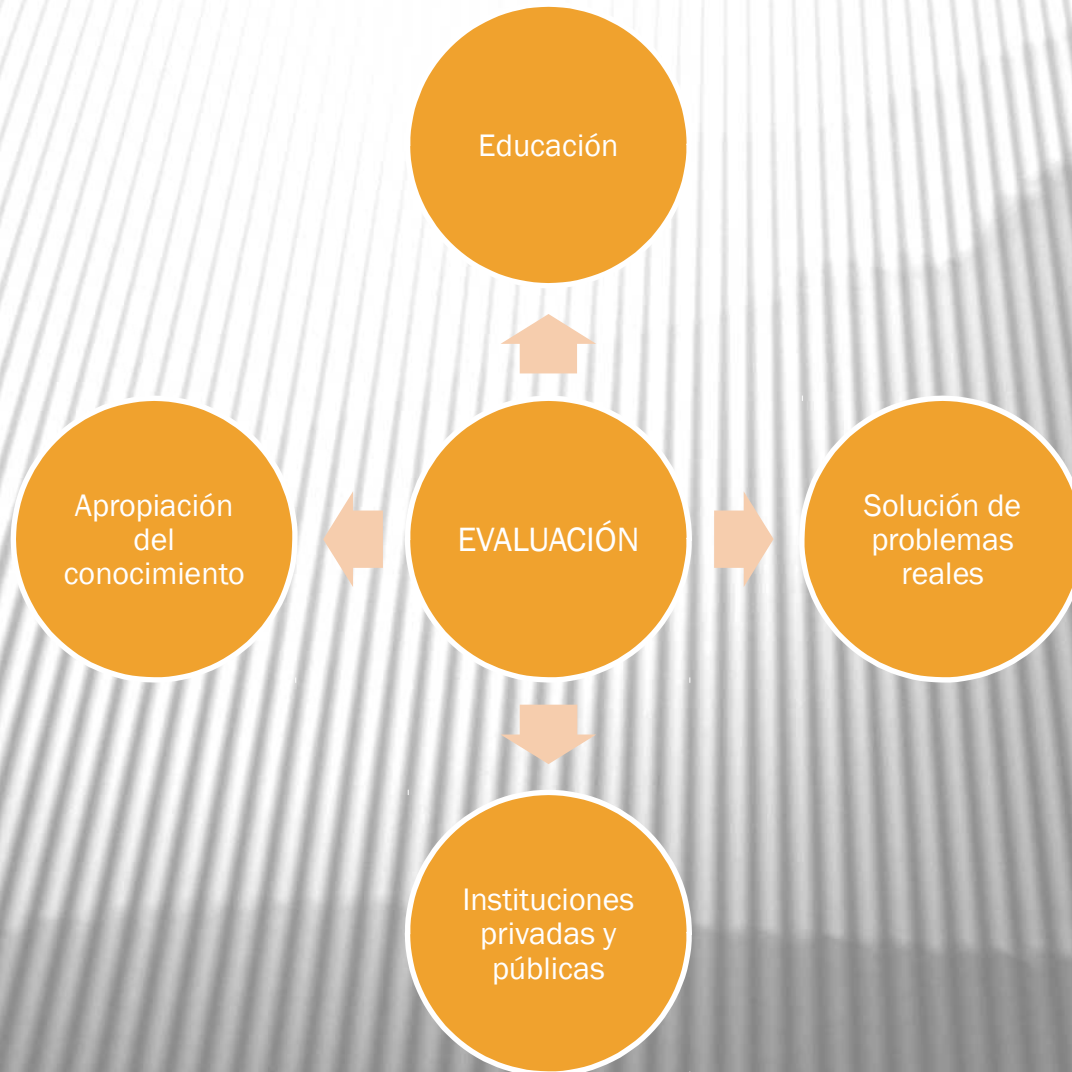 Educación
Apropiación
del
conocimiento
EVALUACIÓN
Solución de
problemas
reales
Instituciones
privadas y
públicas